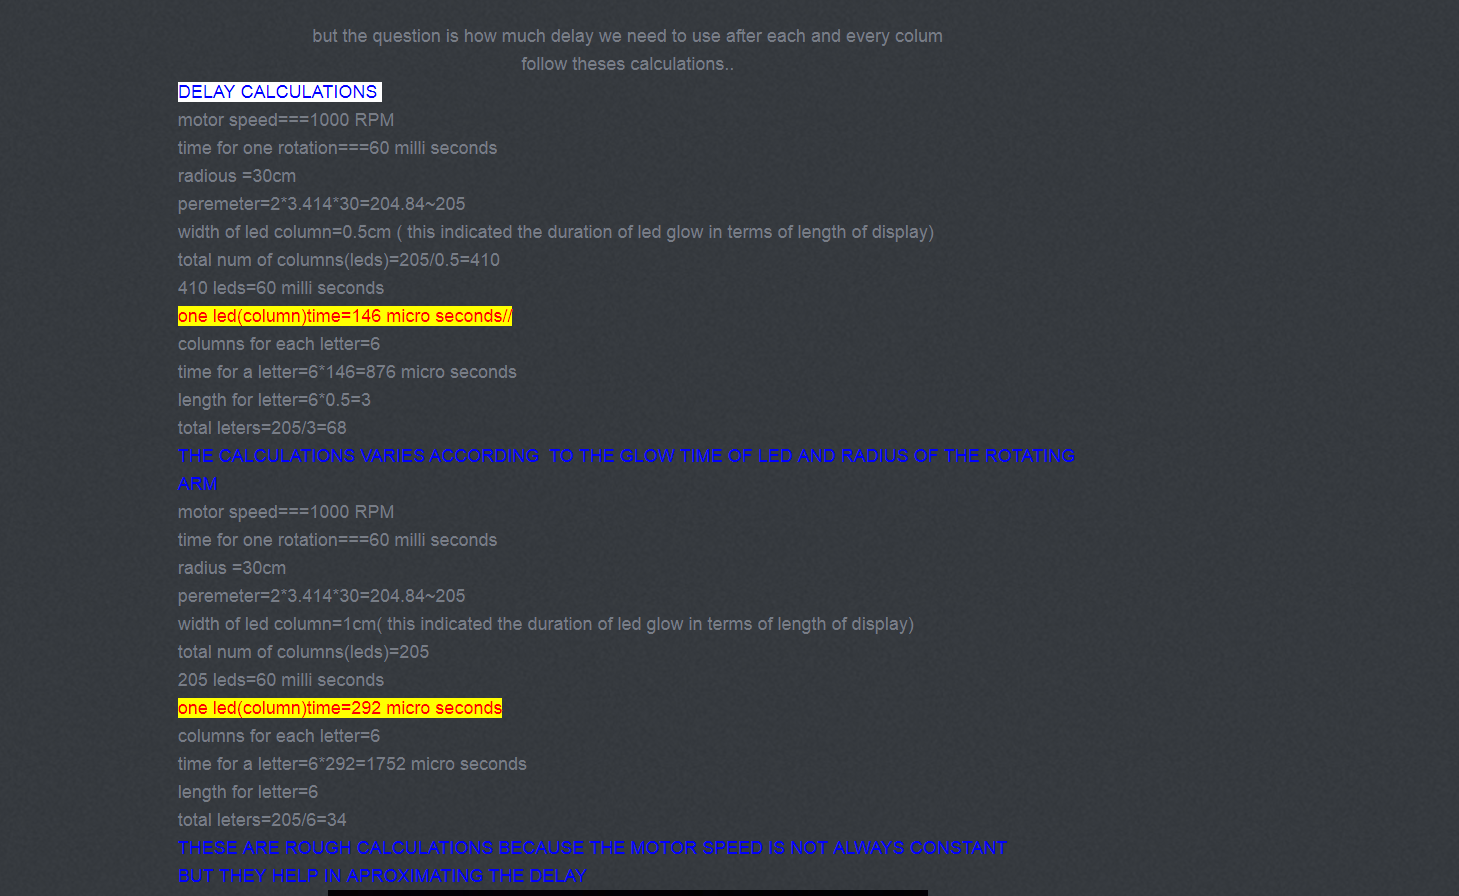 but the question is how much delay we need to use after each and every colum
follow theses calculations..
DELAY CALCULATIONS
motor speed===1000 RPM
time for one rotation===60 milli seconds
radious =30cm
peremeter=2*3.414*30=204.84~205
width of led column=0.5cm ( this indicated the duration of led glow in terms of length of display)
total num of columns(leds)=205/0.5=410
410 leds=60 milli seconds
one led(column)time=146 micro seconds//
columns for each letter=6
time for a letter=6*146=876 micro seconds
length for letter=6*0.5=3
total leters=205/3=68
THE CALCULATIONS VARIES ACCORDING  TO THE GLOW TIME OF LED AND RADIUS OF THE ROTATING
ARM
motor speed===1000 RPM
time for one rotation===60 milli seconds
radius =30cm
peremeter=2*3.414*30=204.84~205
width of led column=1cm( this indicated the duration of led glow in terms of length of display)
total num of columns(leds)=205
205 leds=60 milli seconds
one led(column)time=292 micro seconds
columns for each letter=6
time for a letter=6*292=1752 micro seconds
length for letter=6
total leters=205/6=34
THESE ARE ROUGH CALCULATIONS BECAUSE THE MOTOR SPEED IS NOT ALWAYS CONSTANT
BUT THEY HELP IN APROXIMATING THE DELAY